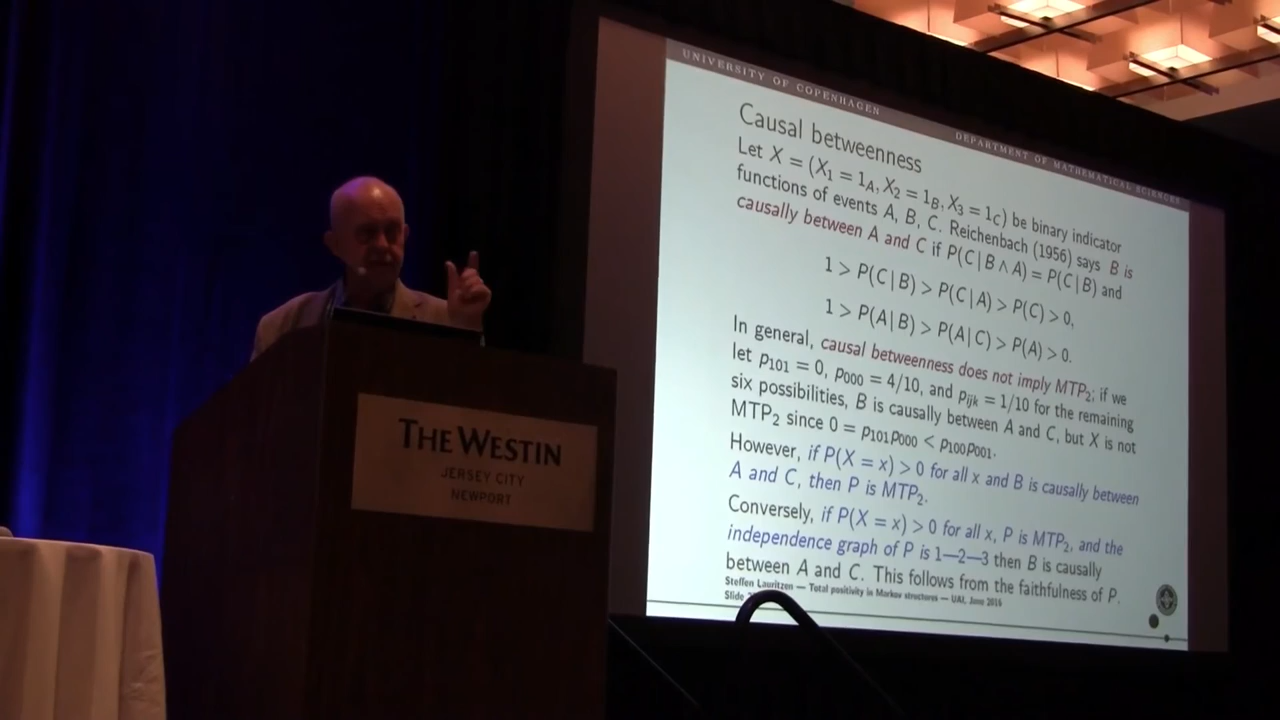 UNIVERSITY OF COPENHAGEN
DEPARTMENT OF MATHEMATICAL SCIENCES
Causal betweenness
Let X = (X₁ = 1_A, X₂ = 1_B, X₃ = 1_C) be binary indicator
functions of events A, B, C. Reichenbach (1956) says B is
causally between A and C if P(C | B ∧ A) = P(C | B) and
1 > P(C | B) > P(C | A) > P(C) > 0,
1 > P(A | B) > P(A | C) > P(A) > 0.
In general, causal betweenness does not imply MTP₂; if we
let p₁₀₁ = 0, p₀₀₀ = 4/10, and p_ijk = 1/10 for the remaining
six possibilities, B is causally between A and C, but X is not
MTP₂ since 0 = p₁₀₁p₀₀₀ < p₁₀₀p₀₀₁.
However, if P(X = x) > 0 for all x and B is causally between
A and C, then P is MTP₂.
Conversely, if P(X = x) > 0 for all x, P is MTP₂, and the
independence graph of P is 1—2—3 then B is causally
between A and C. This follows from the faithfulness of P.
Steffen Lauritzen — Total positivity in Markov structures — UAI, June 2016
Slide
THE WESTIN
JERSEY CITY
NEWPORT